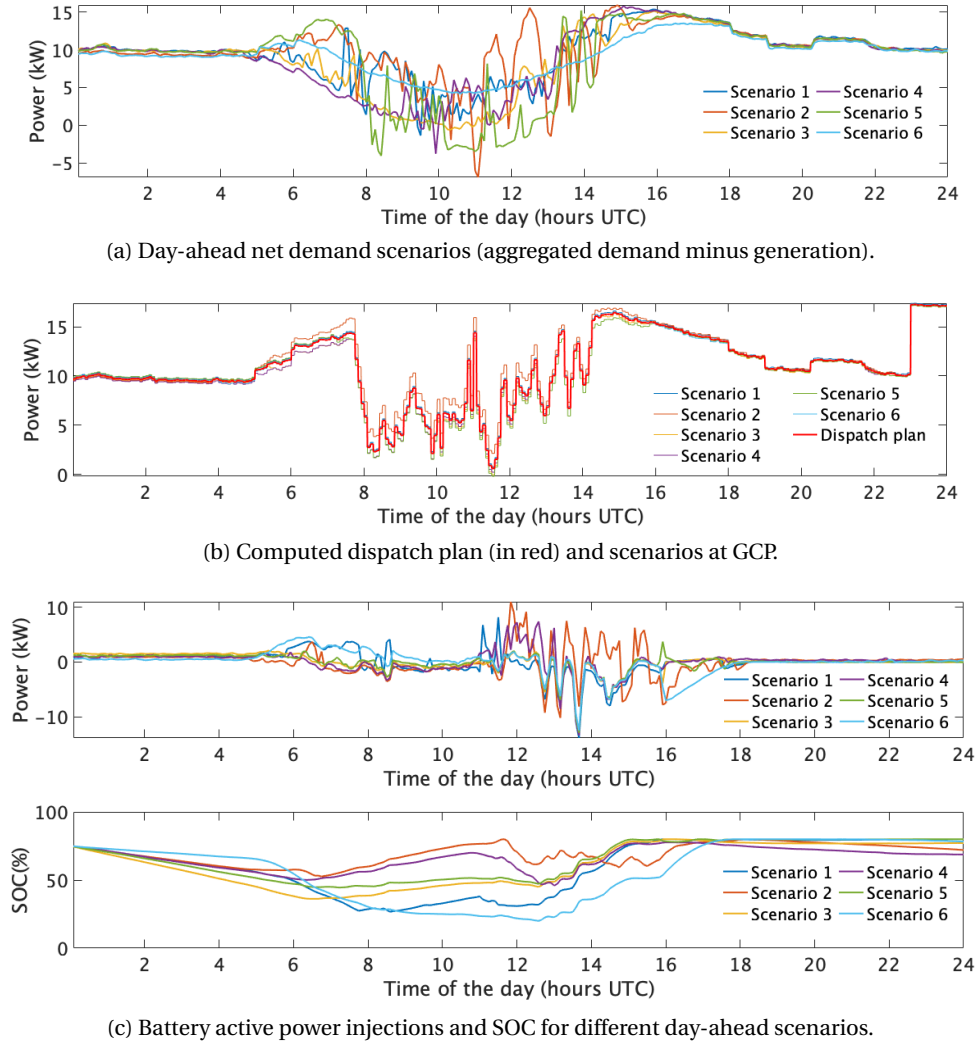 15
10
5
0
-5
Power (kW)
Scenario 1
Scenario 2
Scenario 3
Scenario 4
Scenario 5
Scenario 6
2 4 6 8 10 12 14 16 18 20 22 24
Time of the day (hours UTC)
(a) Day-ahead net demand scenarios (aggregated demand minus generation).
15
10
5
0
Power (kW)
Scenario 1
Scenario 2
Scenario 3
Scenario 4
Scenario 5
Scenario 6
Dispatch plan
2 4 6 8 10 12 14 16 18 20 22 24
Time of the day (hours UTC)
(b) Computed dispatch plan (in red) and scenarios at GCP.
10
0
-10
Power (kW)
Scenario 1
Scenario 2
Scenario 3
Scenario 4
Scenario 5
Scenario 6
2 4 6 8 10 12 14 16 18 20 22 24
Time of the day (hours UTC)
100
50
0
SOC(%)
Scenario 1
Scenario 2
Scenario 3
Scenario 4
Scenario 5
Scenario 6
2 4 6 8 10 12 14 16 18 20 22 24
Time of the day (hours UTC)
(c) Battery active power injections and SOC for different day-ahead scenarios.